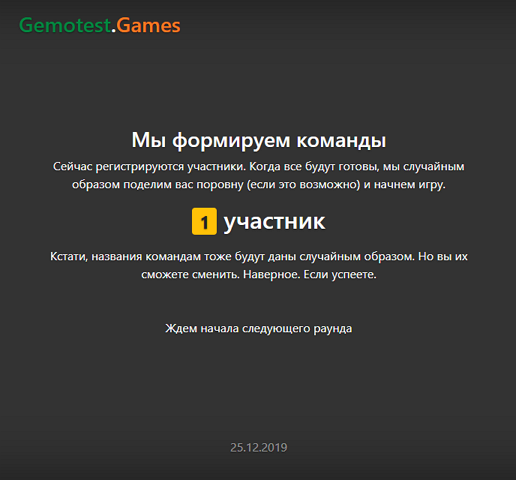 Gemotest.Games
Мы формируем команды
Сейчас регистрируются участники. Когда все будут готовы, мы случайным
образом поделим вас поровну (если это возможно) и начнем игру.
1 участник
Кстати, названия командам тоже будут даны случайным образом. Но вы их
сможете сменить. Наверное. Если успеете.
Ждем начала следующего раунда
25.12.2019